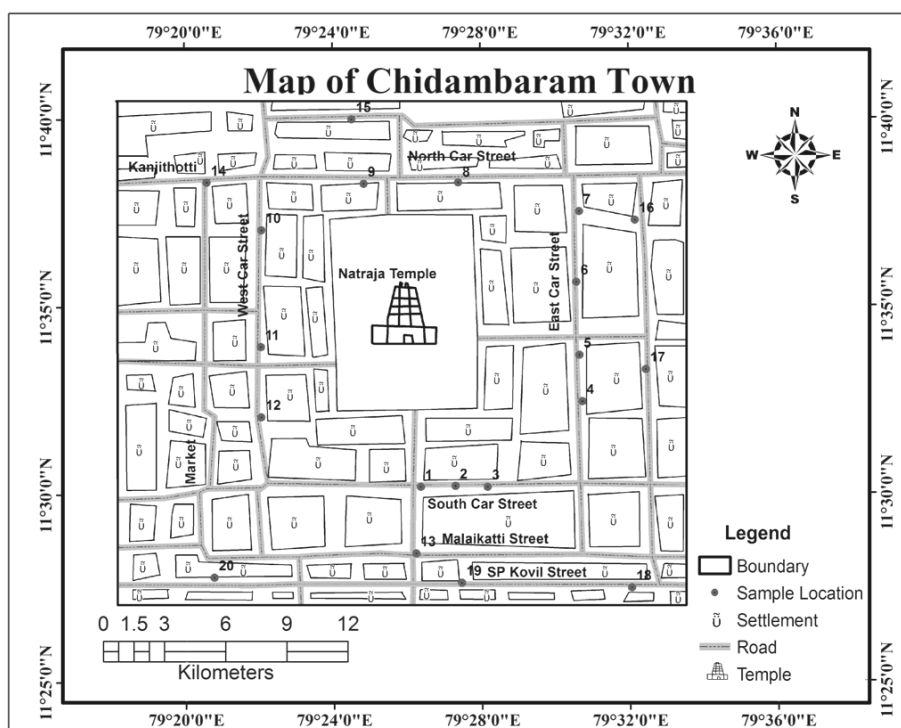 79°20'0"E 79°24'0"E 79°28'0"E 79°32'0"E 79°36'0"E
Map of Chidambaram Town
11°40'0"N 11°40'0"N
15
N
W E
S
North Car Street
Kanjithotti
14 9 8
7 16
10
West Car Street
East Car Street
Natraja Temple
6
11°35'0"N 11°35'0"N
11
5
17
4
12
Market
1 2 3
11°30'0"N 11°30'0"N
South Car Street
Malaikatti Street
13
20 19 SP Kovil Street 18
Legend
Boundary
Sample Location
Settlement
Road
Temple
0 1.5 3 6 9 12
Kilometers
11°25'0"N 11°25'0"N
79°20'0"E 79°24'0"E 79°28'0"E 79°32'0"E 79°36'0"E